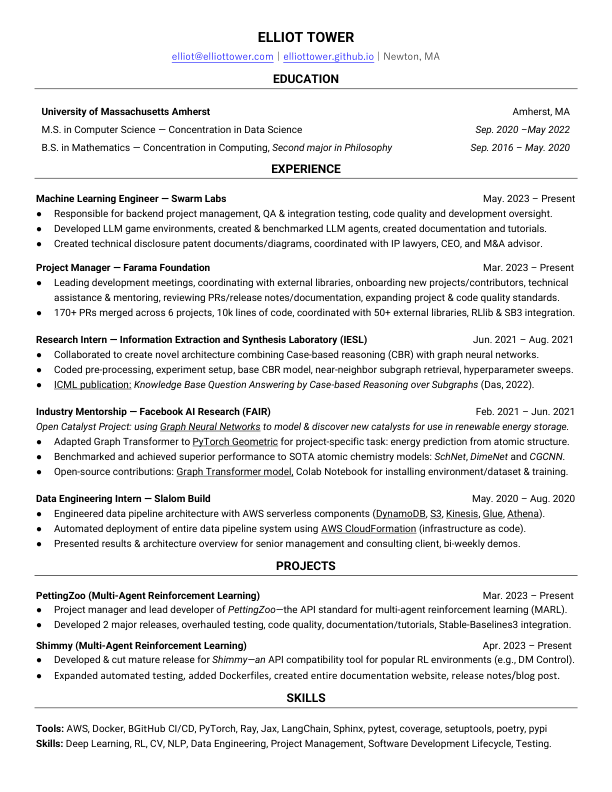 ELLIOT TOWER
elliot@elliottower.com | elliottower.github.io | Newton, MA
EDUCATION
University of Massachusetts Amherst Amherst, MA
M.S. in Computer Science — Concentration in Data Science Sep. 2020 –May 2022
B.S. in Mathematics — Concentration in Computing, Second major in Philosophy Sep. 2016 – May. 2020
EXPERIENCE
Machine Learning Engineer — Swarm Labs May. 2023 – Present
● Responsible for backend project management, QA & integration testing, code quality and development oversight.
● Developed LLM game environments, created & benchmarked LLM agents, created documentation and tutorials.
● Created technical disclosure patent documents/diagrams, coordinated with IP lawyers, CEO, and M&A advisor.
Project Manager — Farama Foundation Mar. 2023 – Present
● Leading development meetings, coordinating with external libraries, onboarding new projects/contributors, technical
assistance & mentoring, reviewing PRs/release notes/documentation, expanding project & code quality standards.
● 170+ PRs merged across 6 projects, 10k lines of code, coordinated with 50+ external libraries, RLlib & SB3 integration.
Research Intern — Information Extraction and Synthesis Laboratory (IESL) Jun. 2021 – Aug. 2021
● Collaborated to create novel architecture combining Case-based reasoning (CBR) with graph neural networks.
● Coded pre-processing, experiment setup, base CBR model, near-neighbor subgraph retrieval, hyperparameter sweeps.
● ICML publication: Knowledge Base Question Answering by Case-based Reasoning over Subgraphs (Das, 2022).
Industry Mentorship — Facebook AI Research (FAIR) Feb. 2021 – Jun. 2021
Open Catalyst Project: using Graph Neural Networks to model & discover new catalysts for use in renewable energy storage.
● Adapted Graph Transformer to PyTorch Geometric for project-specific task: energy prediction from atomic structure.
● Benchmarked and achieved superior performance to SOTA atomic chemistry models: SchNet, DimeNet and CGCNN.
● Open-source contributions: Graph Transformer model, Colab Notebook for installing environment/dataset & training.
Data Engineering Intern — Slalom Build May. 2020 – Aug. 2020
● Engineered data pipeline architecture with AWS serverless components (DynamoDB, S3, Kinesis, Glue, Athena).
● Automated deployment of entire data pipeline system using AWS CloudFormation (infrastructure as code).
● Presented results & architecture overview for senior management and consulting client, bi-weekly demos.
PROJECTS
PettingZoo (Multi-Agent Reinforcement Learning) Mar. 2023 – Present
● Project manager and lead developer of PettingZoo—the API standard for multi-agent reinforcement learning (MARL).
● Developed 2 major releases, overhauled testing, code quality, documentation/tutorials, Stable-Baselines3 integration.
Shimmy (Multi-Agent Reinforcement Learning) Apr. 2023 – Present
● Developed & cut mature release for Shimmy—an API compatibility tool for popular RL environments (e.g., DM Control).
● Expanded automated testing, added Dockerfiles, created entire documentation website, release notes/blog post.
SKILLS
Tools: AWS, Docker, BGitHub CI/CD, PyTorch, Ray, Jax, LangChain, Sphinx, pytest, coverage, setuptools, poetry, pypi
Skills: Deep Learning, RL, CV, NLP, Data Engineering, Project Management, Software Development Lifecycle, Testing.